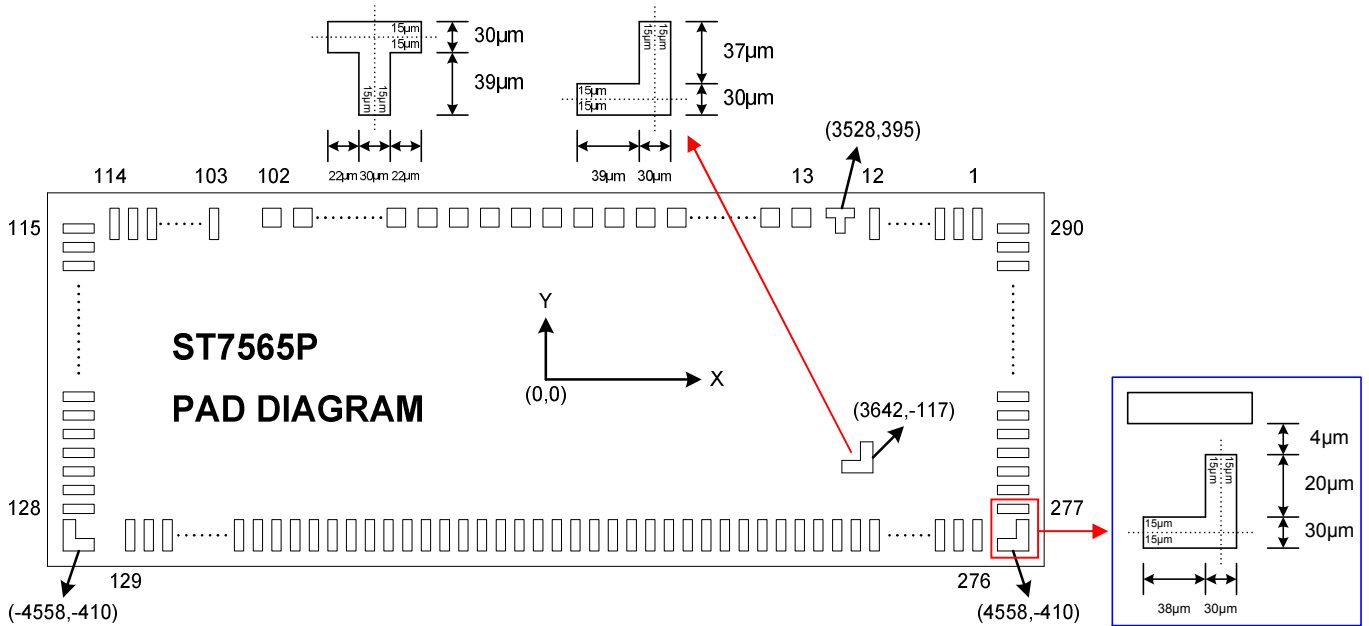 15µm
15µm
30µm
39µm
15µm
15µm
22µm 30µm 22µm
15µm
15µm
37µm
15µm
15µm
30µm
39µm 30µm
(3528,395)
114 103 102 13 12 1
115
290
ST7565P
PAD DIAGRAM
Y
X
(0,0)
(3642,-117)
128
277
129
276
(-4558,-410)
(4558,-410)
4µm
15µm
15µm
20µm
15µm
15µm
30µm
38µm 30µm